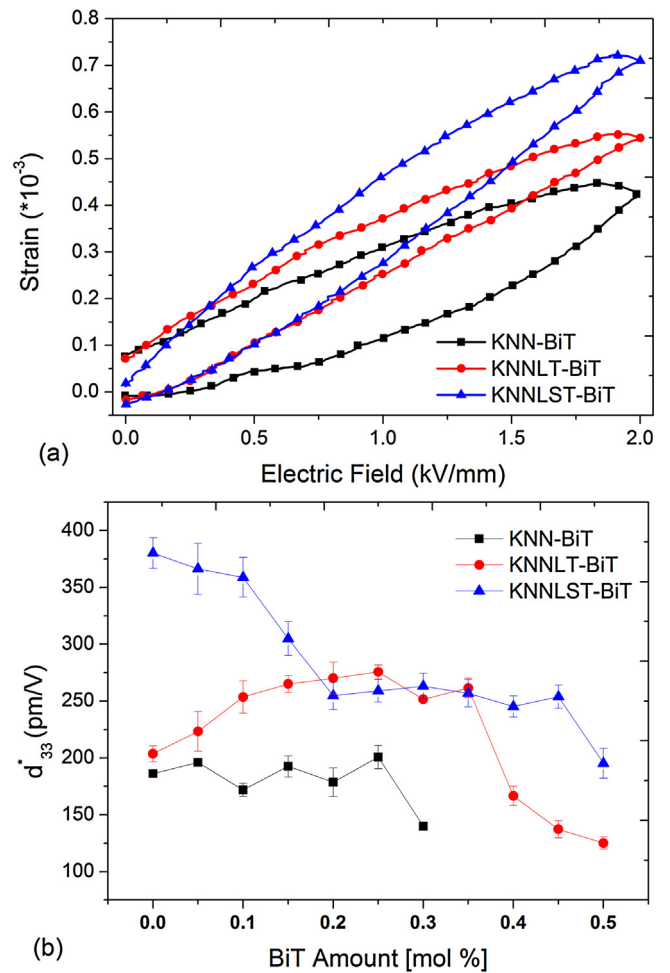 0.8
0.7
0.6
0.5
0.4
0.3
0.2
0.1
0.0
Strain (*10⁻³)
KNN-BiT
KNNLT-BiT
KNNLST-BiT
0.0 0.5 1.0 1.5 2.0
(a)
Electric Field (kV/mm)
400
350
300
250
200
150
100
d*33 (pm/V)
KNN-BiT
KNNLT-BiT
KNNLST-BiT
0.0 0.1 0.2 0.3 0.4 0.5
(b)
BiT Amount [mol %]